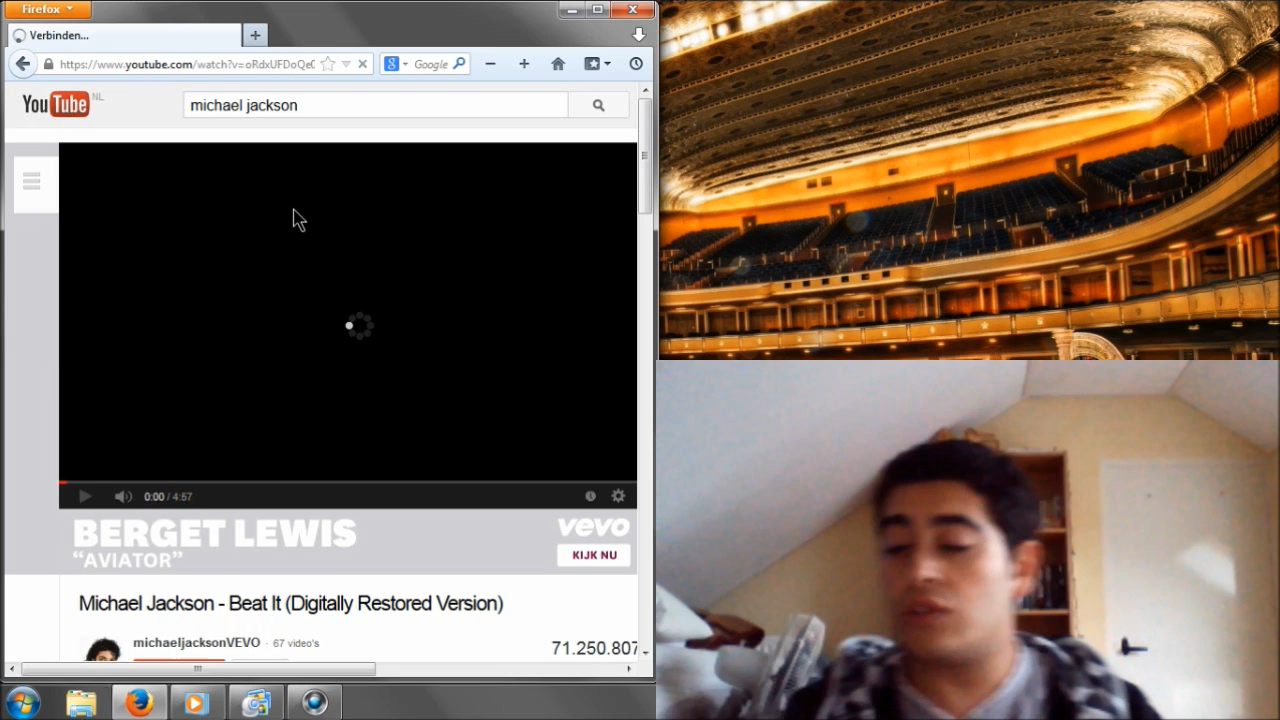 Firefox
Verbinden...
https://www.youtube.com/watch?v=oRdxUFDoQe
Google
YouTube NL
michael jackson
0:00 / 4:57
BERGET LEWIS
"AVIATOR"
vevo
KIJK NU
Michael Jackson - Beat It (Digitally Restored Version)
michaeljacksonVEVO · 67 video's
71.250.807